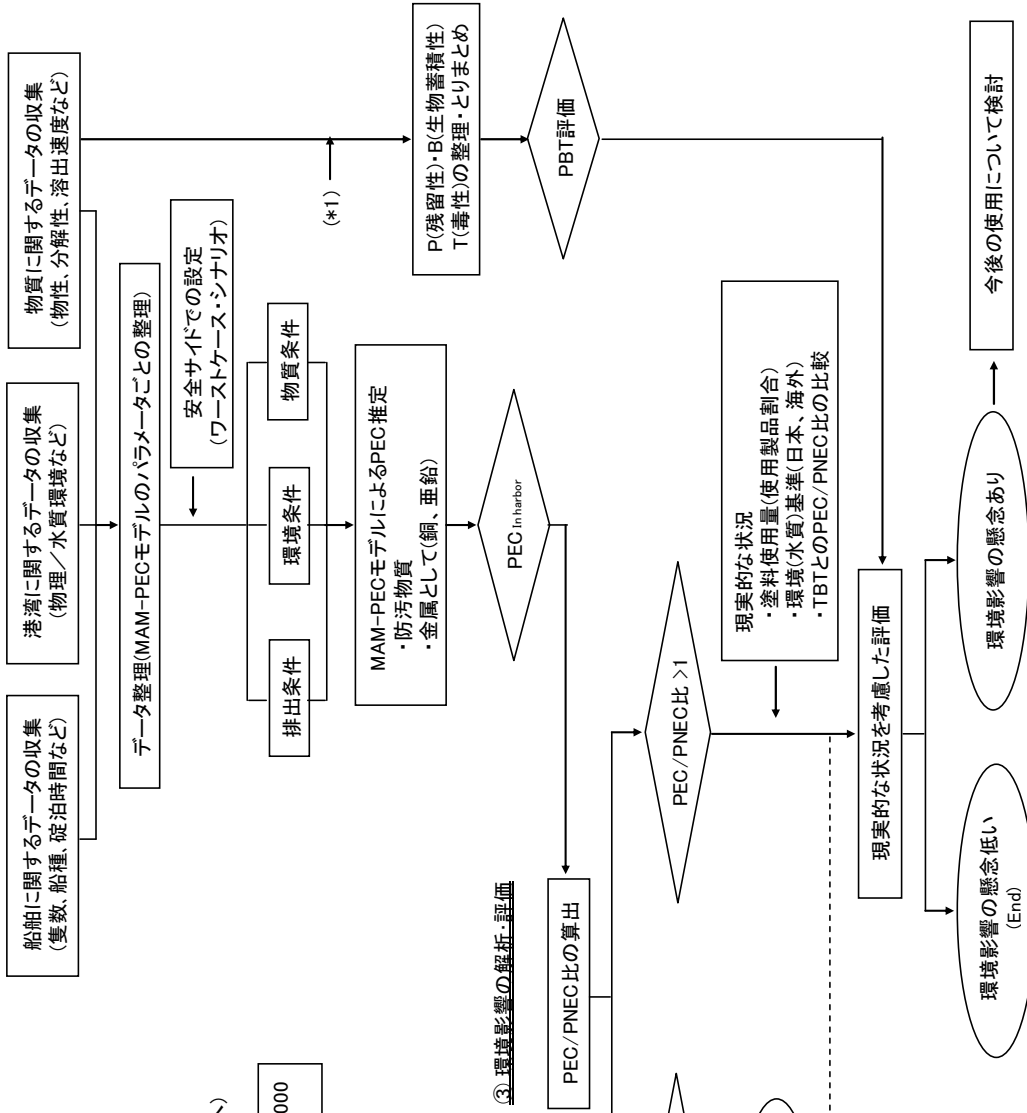 船舶に関するデータの収集
(隻数、船種、碇泊時間など)
港湾に関するデータの収集
(物理／水質環境など)
物質に関するデータの収集
(物性、分解性、溶出速度など)
データ整理(MAM-PECモデルのパラメータごとの整理)
安全サイドでの設定
(ワーストケース・シナリオ)
排出条件
環境条件
物質条件
(*1)
MAM-PECモデルによるPEC推定
・防汚物質
・金属として(銅、亜鉛)
P(残留性)・B(生物蓄積性)
T(毒性)の整理・とりまとめ
PEC In harbor
PBT評価
000
③ 環境影響の解析・評価
PEC/PNEC比の算出
PEC/PNEC比 >1
現実的な状況
・塗料使用量(使用製品割合)
・環境(水質)基準(日本、海外)
・TBTとのPEC/PNEC比の比較
現実的な状況を考慮した評価
環境影響の懸念低い
(End)
環境影響の懸念あり
今後の使用について検討